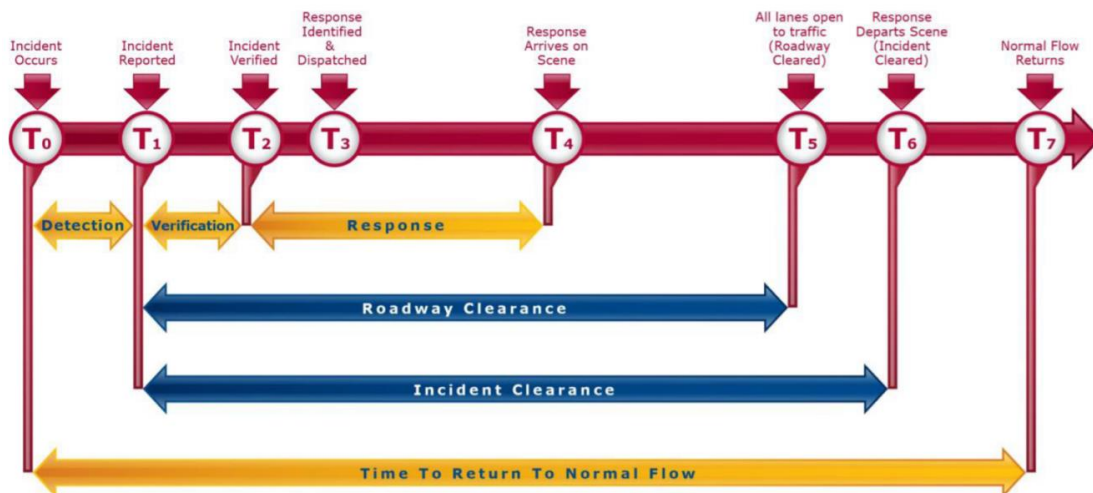 Incident
Occurs
Incident
Reported
Incident
Verified
Response
Identified
&
Dispatched
Response
Arrives on
Scene
All lanes open
to traffic
(Roadway
Cleared)
Response
Departs Scene
(Incident
Cleared)
Normal Flow
Returns
T0
T1
T2
T3
T4
T5
T6
T7
Detection
Verification
Response
Roadway Clearance
Incident Clearance
Time To Return To Normal Flow